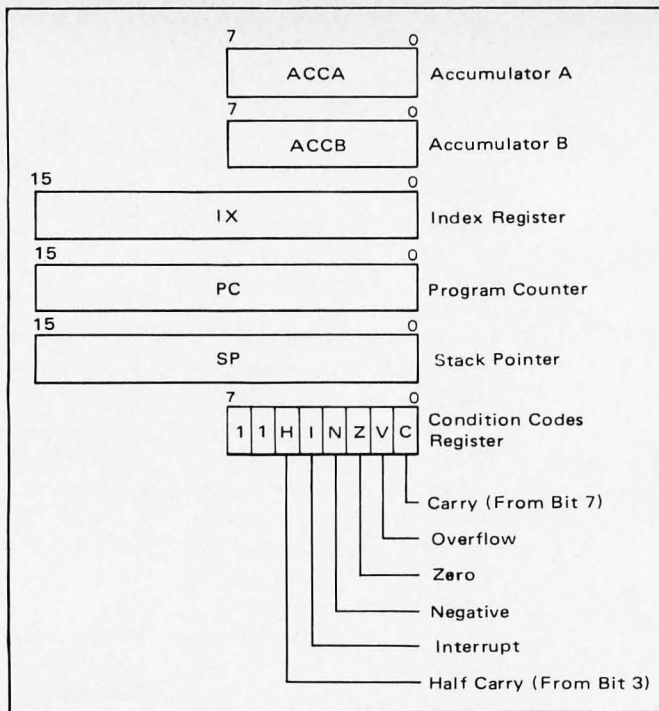 7 0
ACCA Accumulator A
7 0
ACCB Accumulator B
15 0
IX Index Register
15 0
PC Program Counter
15 0
SP Stack Pointer
7 0
1 1 H I N Z V C Condition Codes
Register
Carry (From Bit 7)
Overflow
Zero
Negative
Interrupt
Half Carry (From Bit 3)